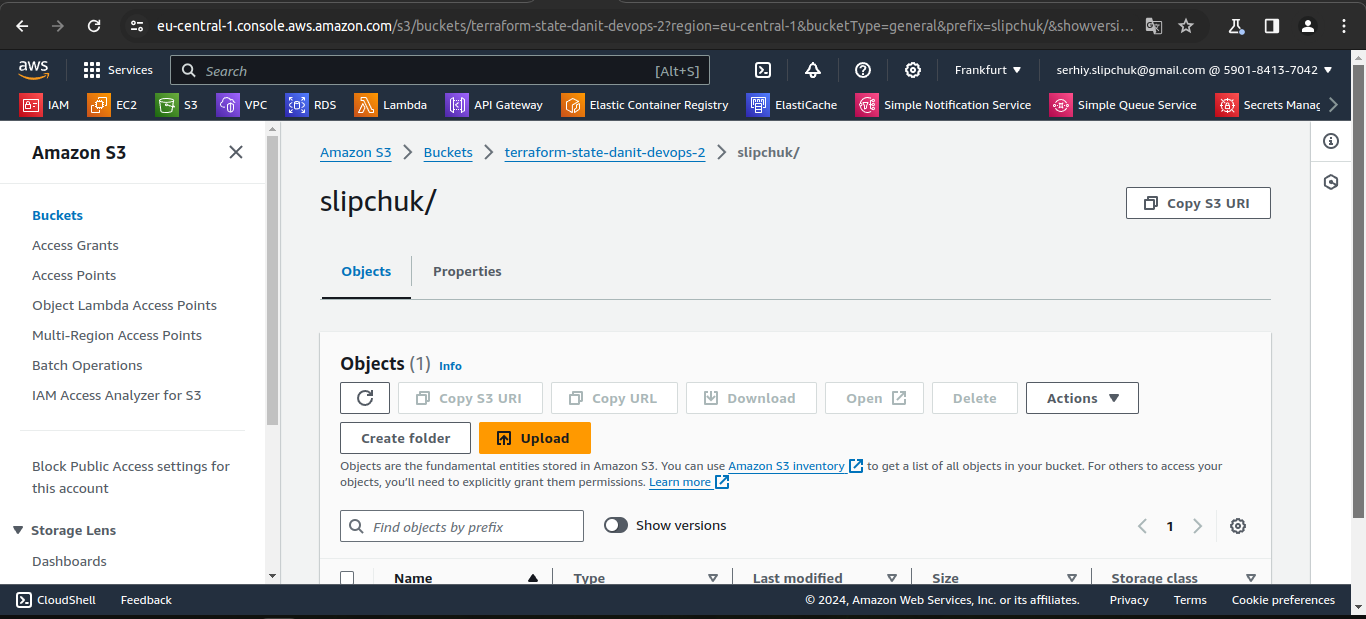 eu-central-1.console.aws.amazon.com/s3/buckets/terraform-state-danit-devops-2?region=eu-central-1&bucketType=general&prefix=slipchuk/&showversi...
aws Services Search [Alt+S] Frankfurt serhiy.slipchuk@gmail.com @ 5901-8413-7042
IAM EC2 S3 VPC RDS Lambda API Gateway Elastic Container Registry ElastiCache Simple Notification Service Simple Queue Service Secrets Manag
Amazon S3
Buckets
Access Grants
Access Points
Object Lambda Access Points
Multi-Region Access Points
Batch Operations
IAM Access Analyzer for S3
Block Public Access settings for
this account
Storage Lens
Dashboards
Amazon S3 Buckets terraform-state-danit-devops-2 slipchuk/
slipchuk/
Copy S3 URI
Objects Properties
Objects (1) Info
Copy S3 URI Copy URL Download Open Delete Actions
Create folder Upload
Objects are the fundamental entities stored in Amazon S3. You can use Amazon S3 inventory to get a list of all objects in your bucket. For others to access your
objects, you'll need to explicitly grant them permissions. Learn more
Find objects by prefix Show versions 1
Name Type Last modified Size Storage class
CloudShell Feedback © 2024, Amazon Web Services, Inc. or its affiliates. Privacy Terms Cookie preferences